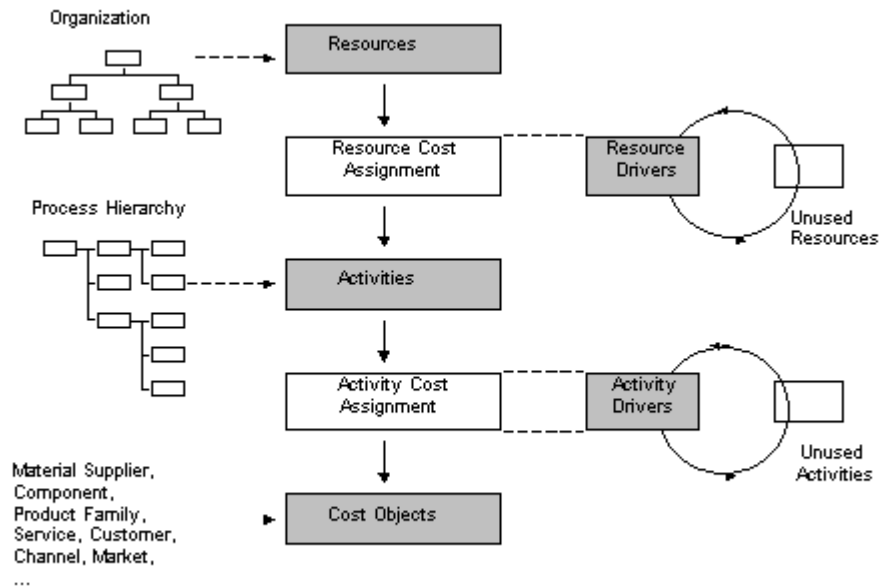 Organization
Resources
Resource Cost
Assignment
Resource
Drivers
Unused
Resources
Process Hierarchy
Activities
Activity Cost
Assignment
Activity
Drivers
Unused
Activities
Material Supplier,
Component,
Product Family,
Service, Customer,
Channel, Market,
...
Cost Objects